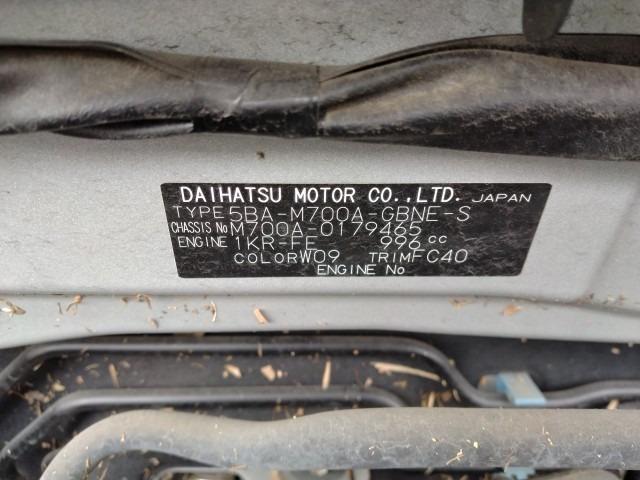 DAIHATSU MOTOR CO.,LTD. JAPAN
TYPE 5BA-M700A-GBNE-S
CHASSIS No M700A-0179465
ENGINE 1KR-FE 996 cc
COLOR W09 TRIM FC40
ENGINE No